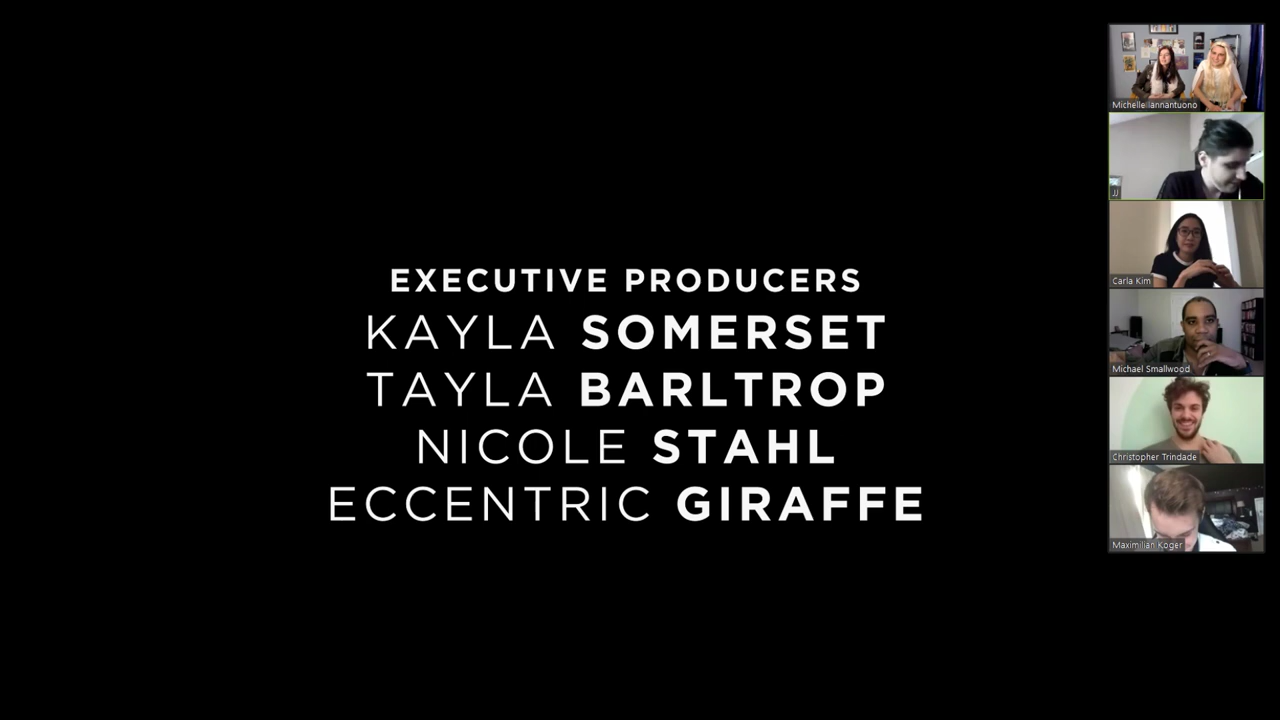 EXECUTIVE PRODUCERS
KAYLA SOMERSET
TAYLA BARLTROP
NICOLE STAHL
ECCENTRIC GIRAFFE
Michelle Iannantuono
JJ
Carla Kim
Michael Smallwood
Christopher Trindade
Maximilian Koger